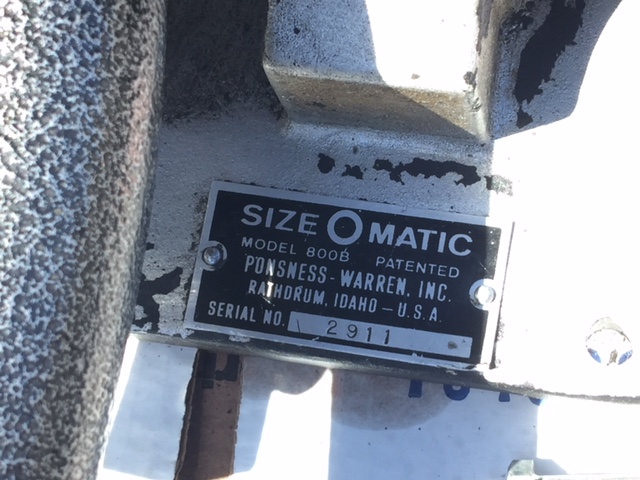 SIZE O MATIC
MODEL 800B PATENTED
PONSNESS-WARREN, INC.
RATHDRUM, IDAHO - U.S.A.
SERIAL NO. 2911